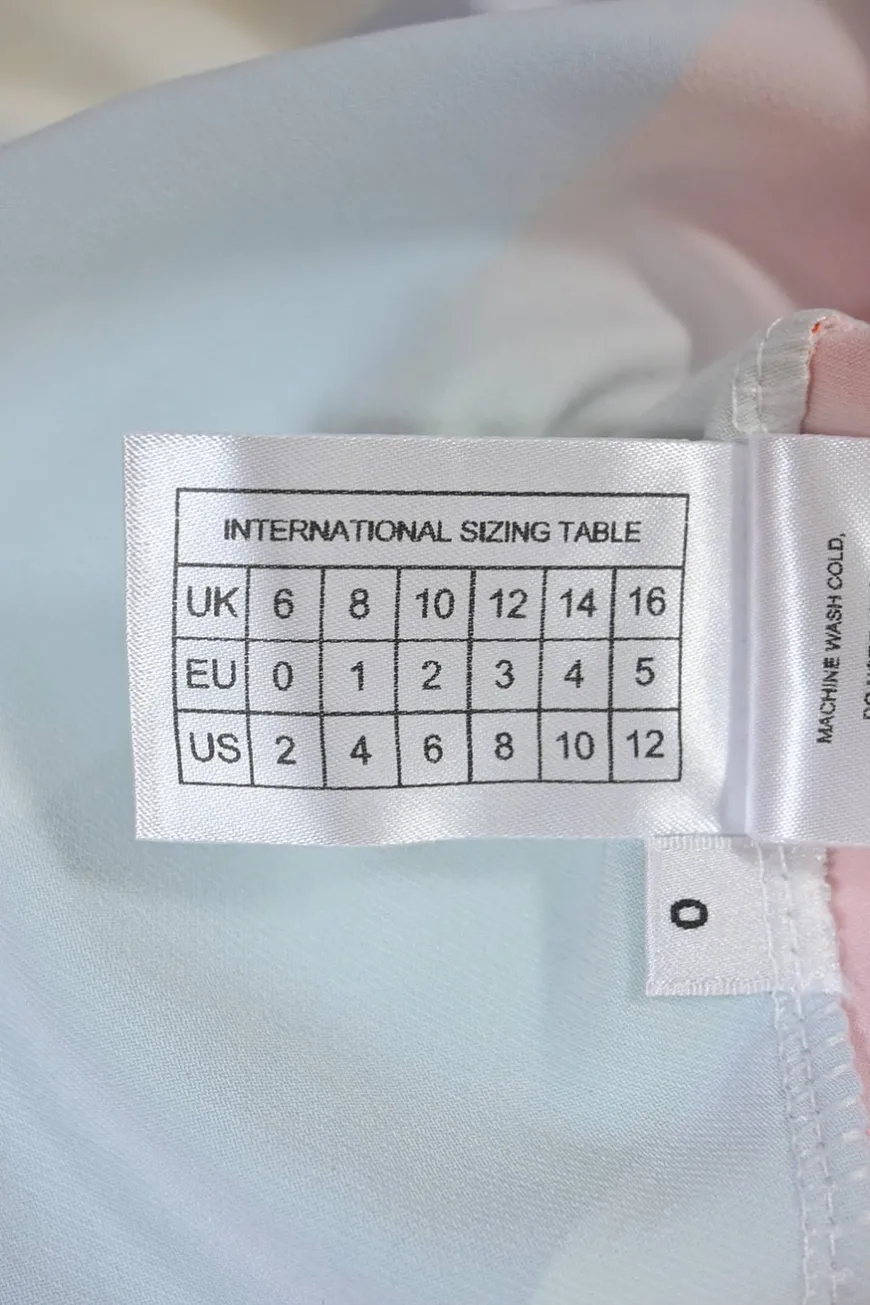 INTERNATIONAL SIZING TABLE
UK 6 8 10 12 14 16
EU 0 1 2 3 4 5
US 2 4 6 8 10 12
MACHINE WASH COLD,
0